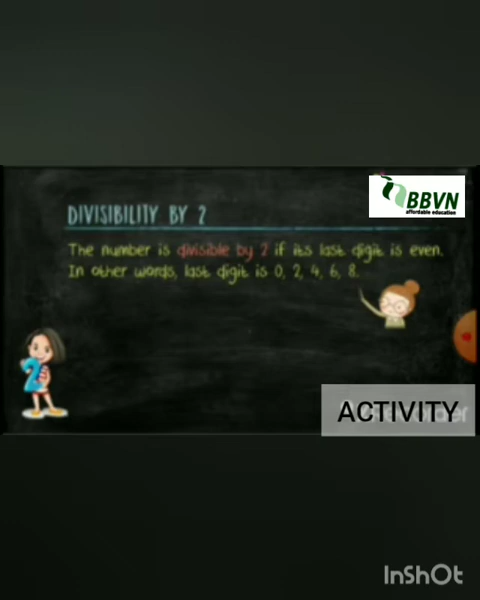 BBVN
affordable education
DIVISIBILITY BY 2
The number is divisible by 2 if its last digit is even.
In other words, last digit is 0, 2, 4, 6, 8.
2
ACTIVITY
InShOt